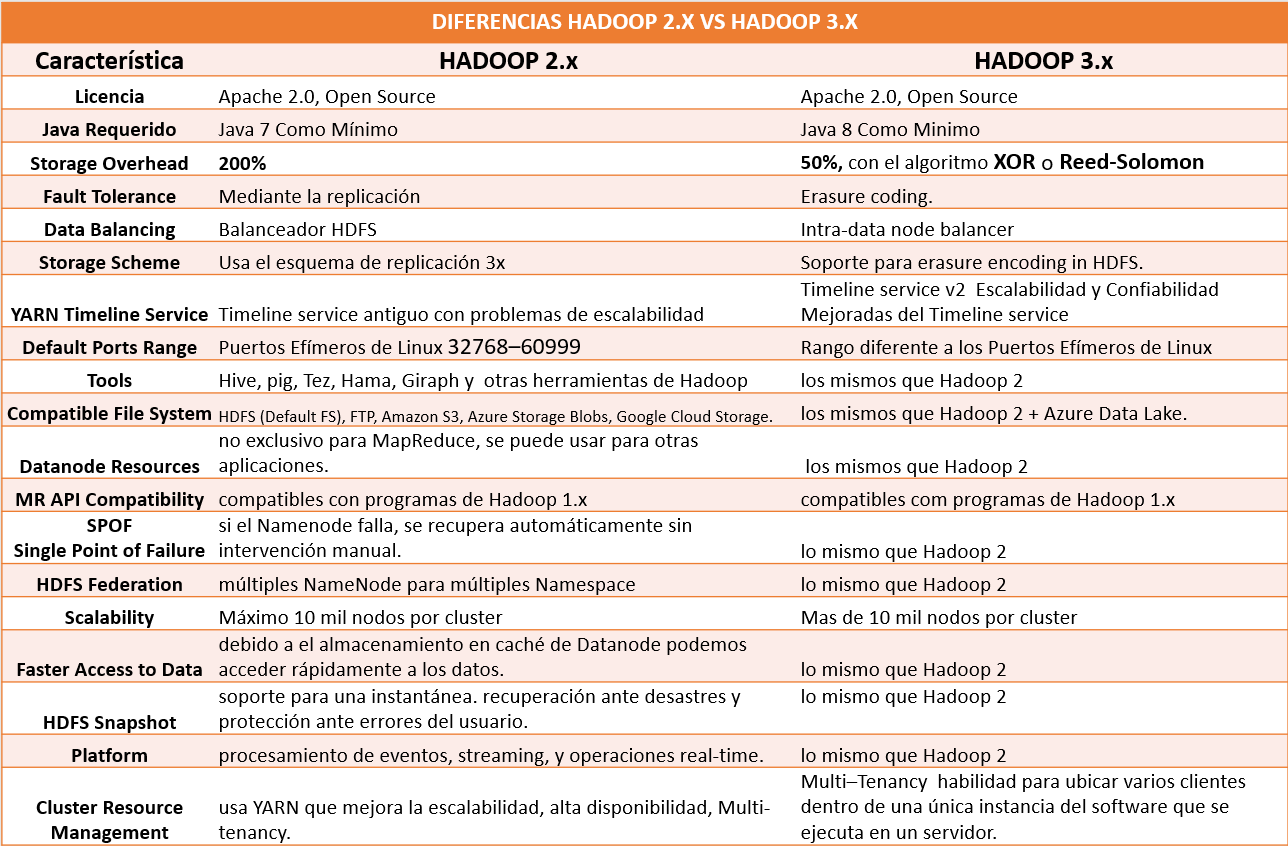 DIFERENCIAS HADOOP 2.X VS HADOOP 3.X
Característica HADOOP 2.x HADOOP 3.x
Licencia Apache 2.0, Open Source Apache 2.0, Open Source
Java Requerido Java 7 Como Mínimo Java 8 Como Minimo
Storage Overhead 200% 50%, con el algoritmo XOR o Reed-Solomon
Fault Tolerance Mediante la replicación Erasure coding.
Data Balancing Balanceador HDFS Intra-data node balancer
Storage Scheme Usa el esquema de replicación 3x Soporte para erasure encoding in HDFS.
Timeline service v2 Escalabilidad y Confiabilidad
YARN Timeline Service Timeline service antiguo con problemas de escalabilidad Mejoradas del Timeline service
Default Ports Range Puertos Efímeros de Linux 32768–60999 Rango diferente a los Puertos Efímeros de Linux
Tools Hive, pig, Tez, Hama, Giraph y otras herramientas de Hadoop los mismos que Hadoop 2
Compatible File System HDFS (Default FS), FTP, Amazon S3, Azure Storage Blobs, Google Cloud Storage. los mismos que Hadoop 2 + Azure Data Lake.
no exclusivo para MapReduce, se puede usar para otras
Datanode Resources aplicaciones. los mismos que Hadoop 2
MR API Compatibility compatibles con programas de Hadoop 1.x compatibles com programas de Hadoop 1.x
SPOF si el Namenode falla, se recupera automáticamente sin
Single Point of Failure intervención manual. lo mismo que Hadoop 2
HDFS Federation múltiples NameNode para múltiples Namespace lo mismo que Hadoop 2
Scalability Máximo 10 mil nodos por cluster Mas de 10 mil nodos por cluster
debido a el almacenamiento en caché de Datanode podemos
Faster Access to Data acceder rápidamente a los datos. lo mismo que Hadoop 2
soporte para una instantánea. recuperación ante desastres y lo mismo que Hadoop 2
HDFS Snapshot protección ante errores del usuario.
Platform procesamiento de eventos, streaming, y operaciones real-time. lo mismo que Hadoop 2
Multi–Tenancy habilidad para ubicar varios clientes
Cluster Resource usa YARN que mejora la escalabilidad, alta disponibilidad, Multi- dentro de una única instancia del software que se
Management tenancy. ejecuta en un servidor.